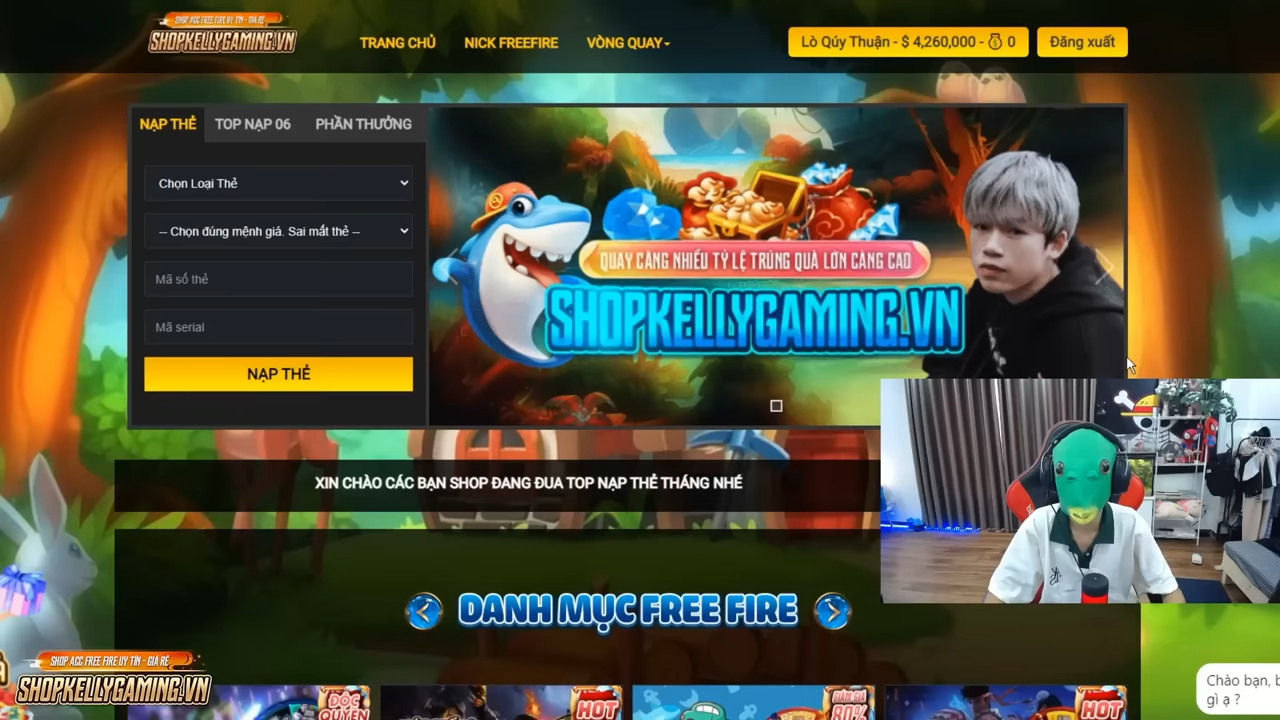 SHOP ACC FREE FIRE UY TÍN - GIÁ RẺ
SHOPKELLYGAMING.VN
TRANG CHỦ
NICK FREEFIRE
VÒNG QUAY
Lò Qúy Thuận - $ 4,260,000 - 0
Đăng xuất
NẠP THẺ
TOP NẠP 06
PHẦN THƯỞNG
Chọn Loại Thẻ
-- Chọn đúng mệnh giá. Sai mất thẻ --
Mã số thẻ
Mã serial
NẠP THẺ
QUAY CÀNG NHIỀU TỶ LỆ TRÚNG QUÀ LỚN CÀNG CAO
SHOPKELLYGAMING.VN
XIN CHÀO CÁC BẠN SHOP ĐANG ĐUA TOP NẠP THẺ THÁNG NHÉ
DANH MỤC FREE FIRE
SHOP ACC FREE FIRE UY TÍN - GIÁ RẺ
SHOPKELLYGAMING.VN
ĐỘC QUYỀN
HOT
GIẢM GIÁ
80%
HOT
Chào bạn, b
gì ạ ?